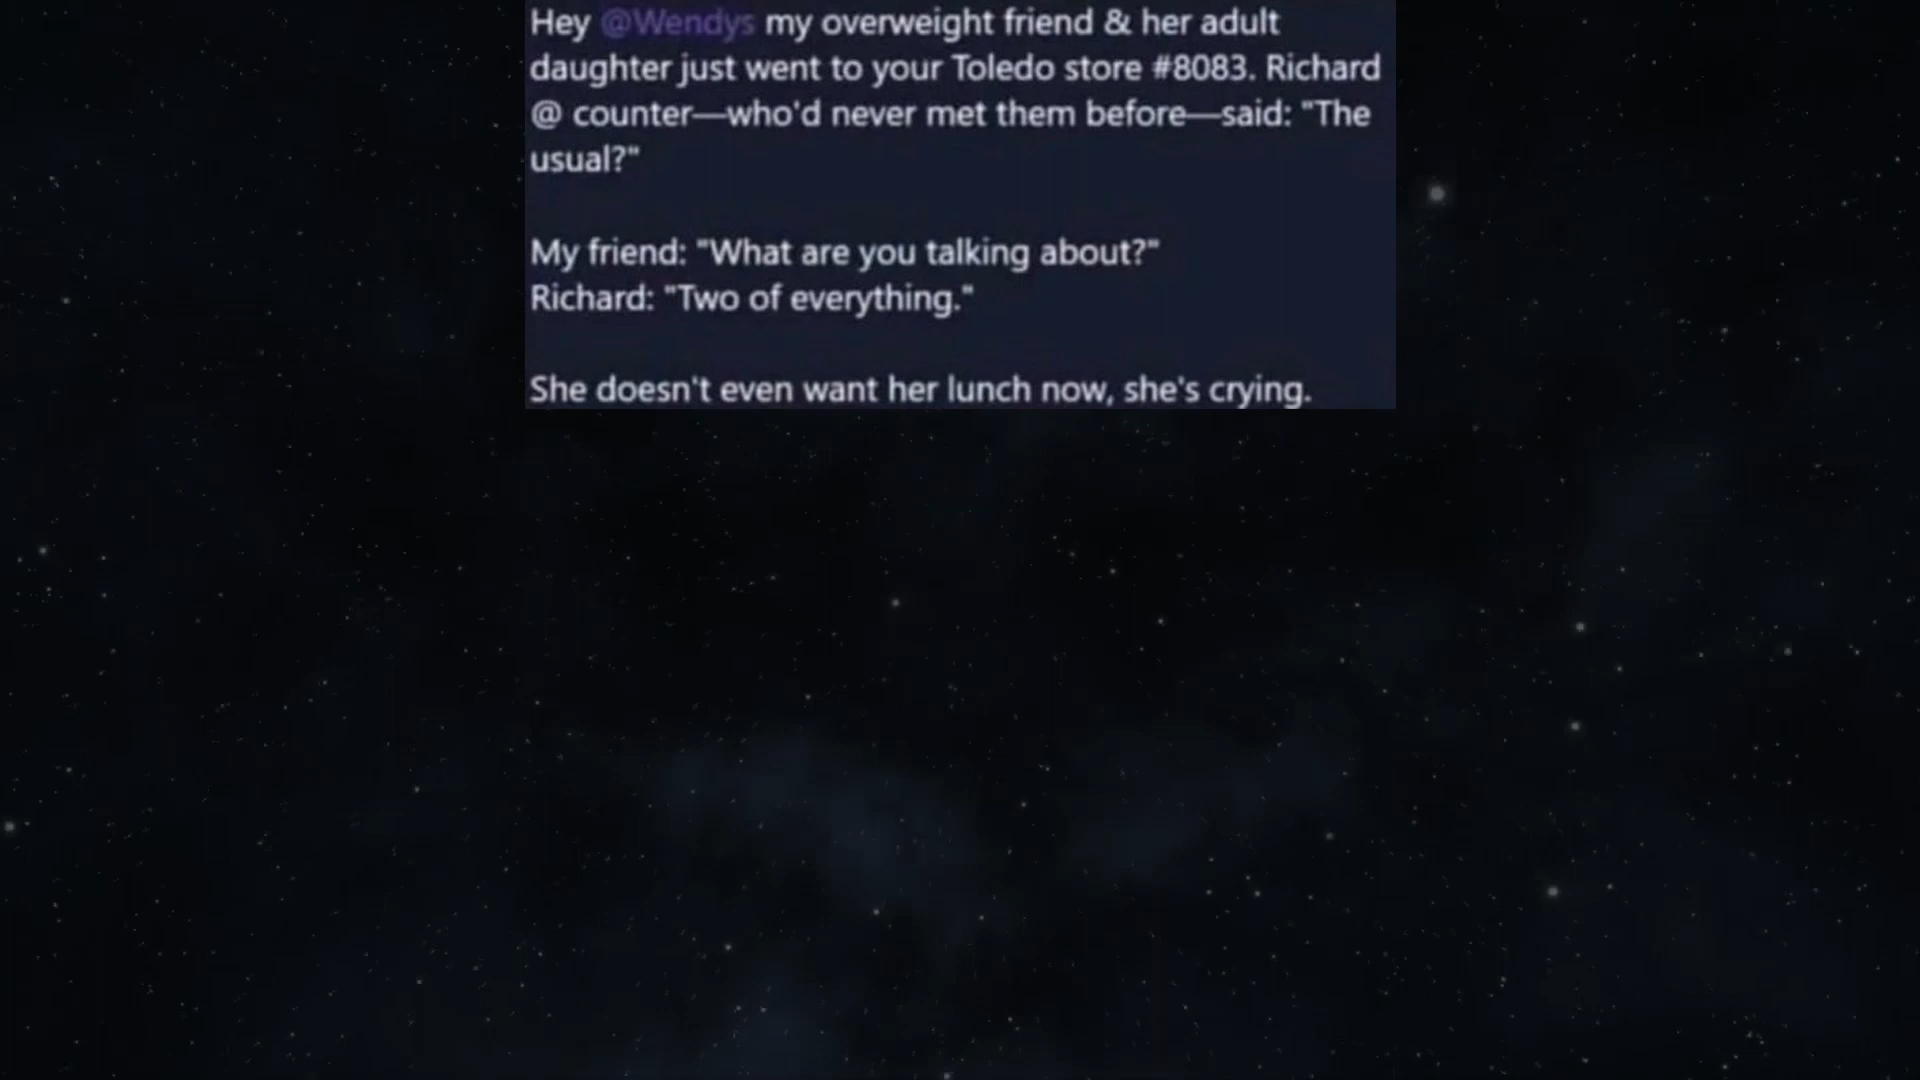 Hey @Wendys my overweight friend & her adult
daughter just went to your Toledo store #8083. Richard
@ counter—who'd never met them before—said: "The
usual?"
My friend: "What are you talking about?"
Richard: "Two of everything."
She doesn't even want her lunch now, she's crying.